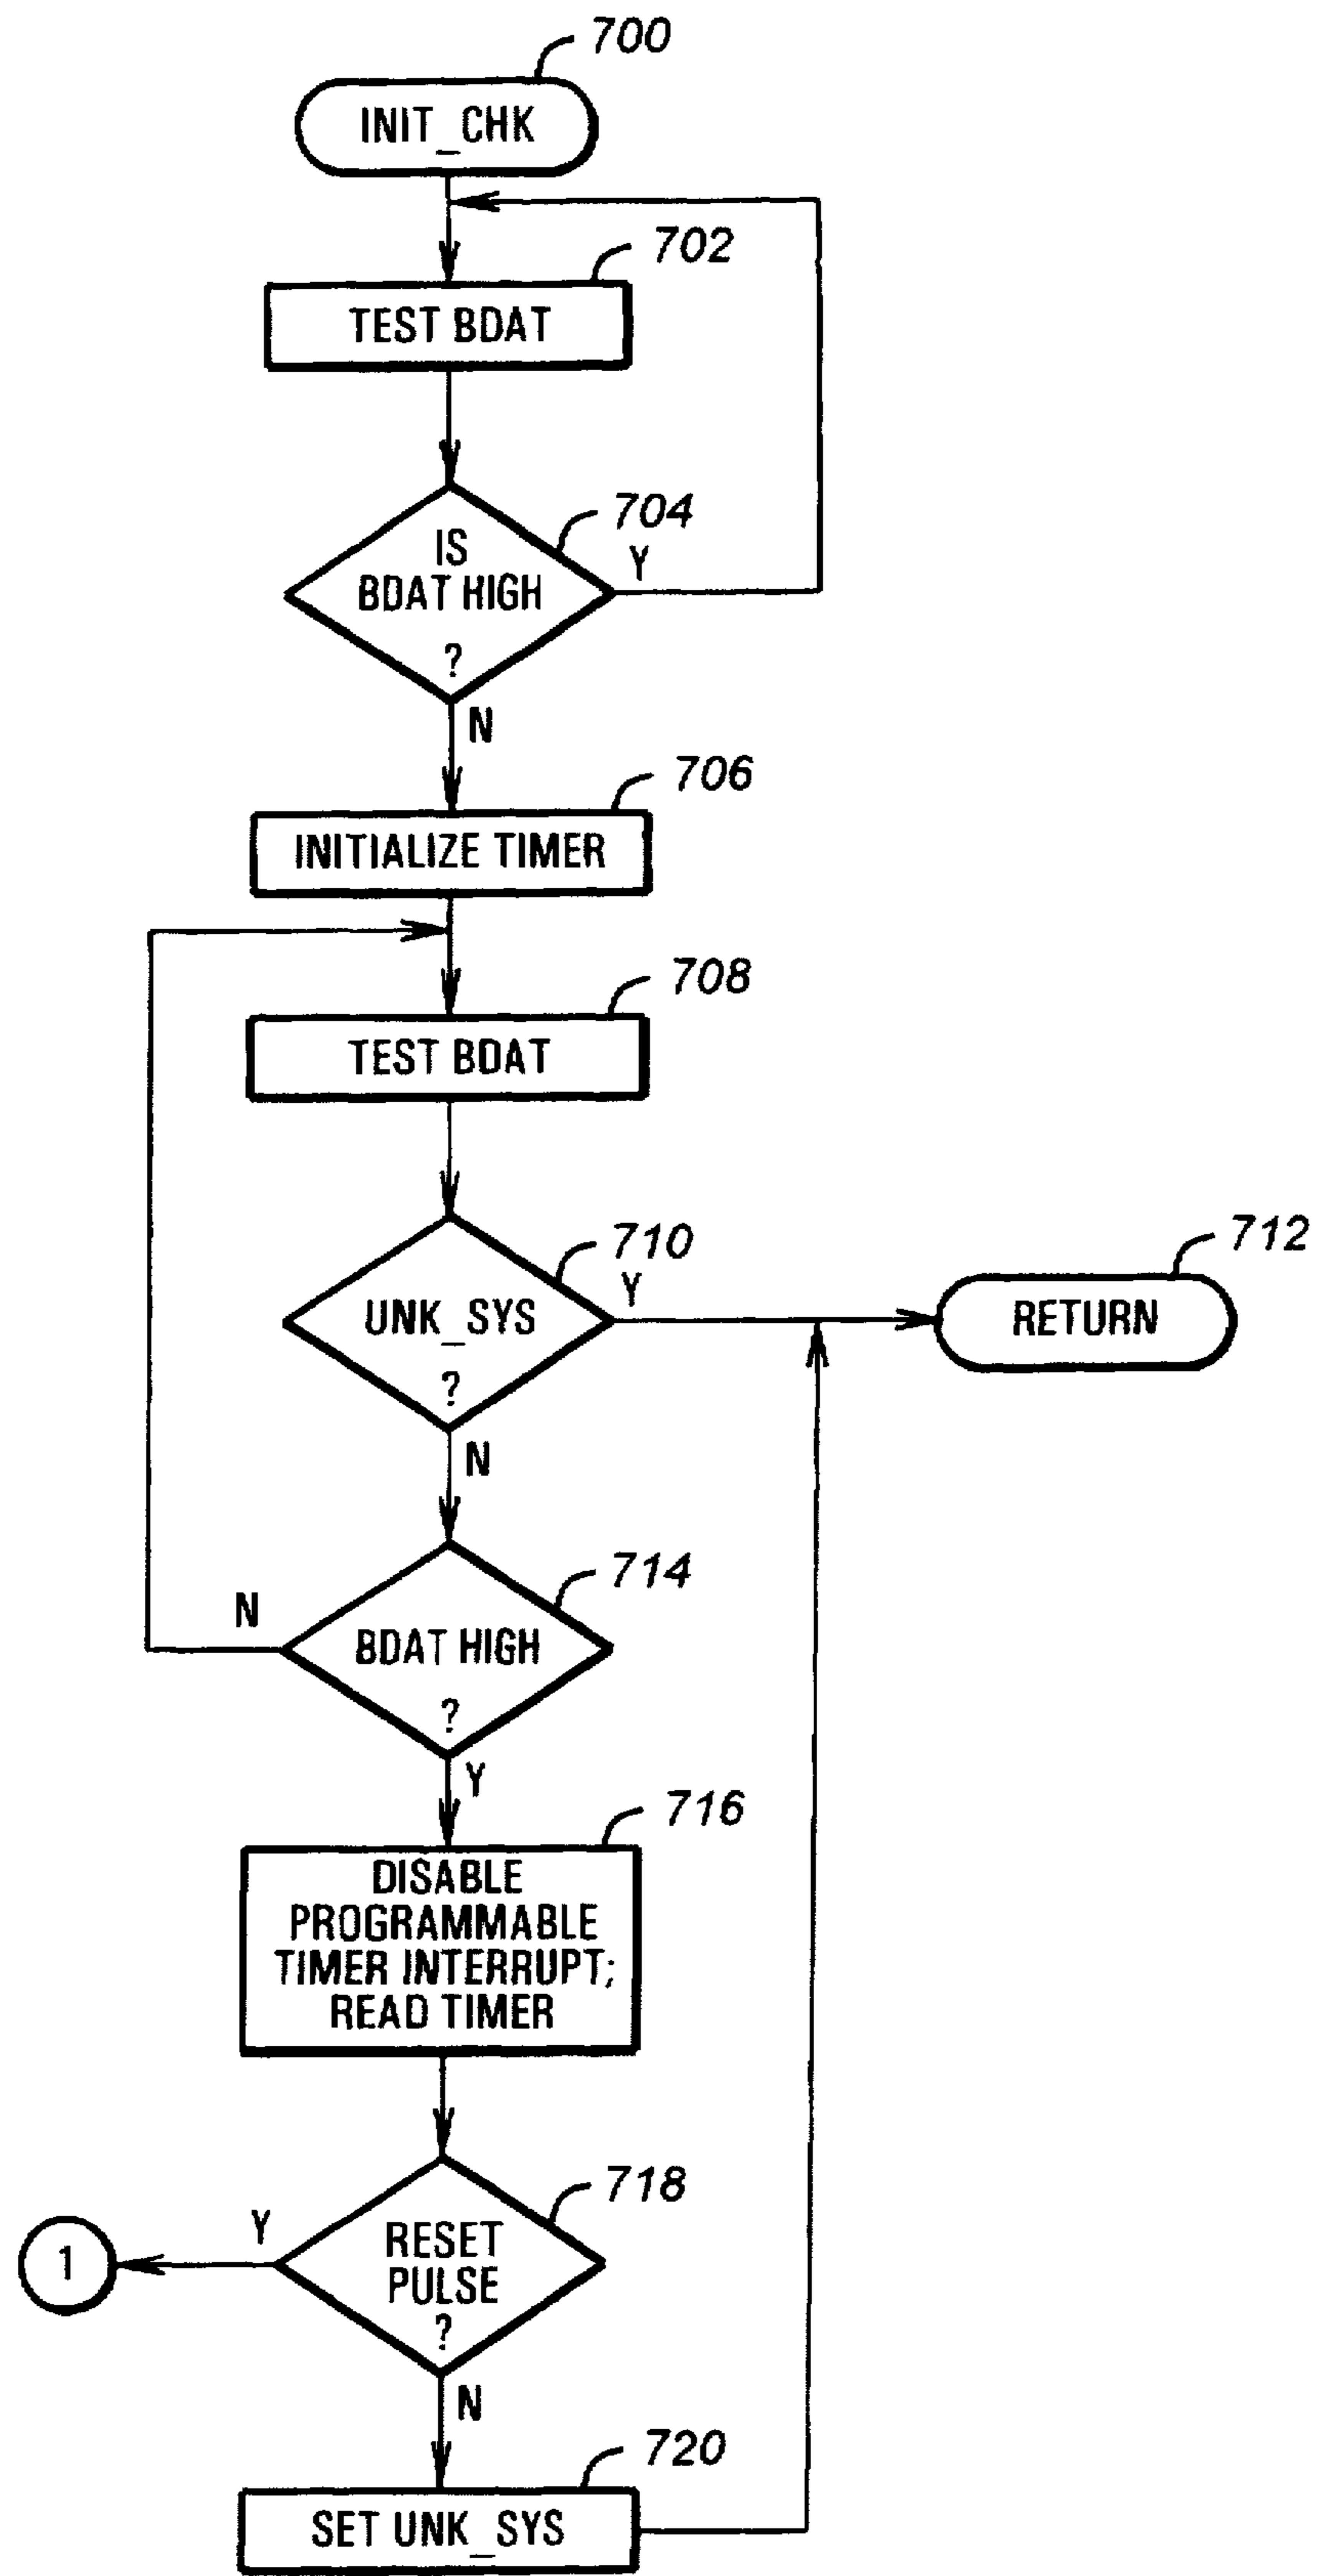 700
INIT_CHK
702
TEST BDAT
704
IS
BDAT HIGH
?
Y
N
706
INITIALIZE TIMER
708
TEST BDAT
710
UNK_SYS
?
Y
N
712
RETURN
714
BDAT HIGH
?
N
Y
716
DISABLE
PROGRAMMABLE
TIMER INTERRUPT;
READ TIMER
718
RESET
PULSE
?
Y
1
N
720
SET UNK_SYS